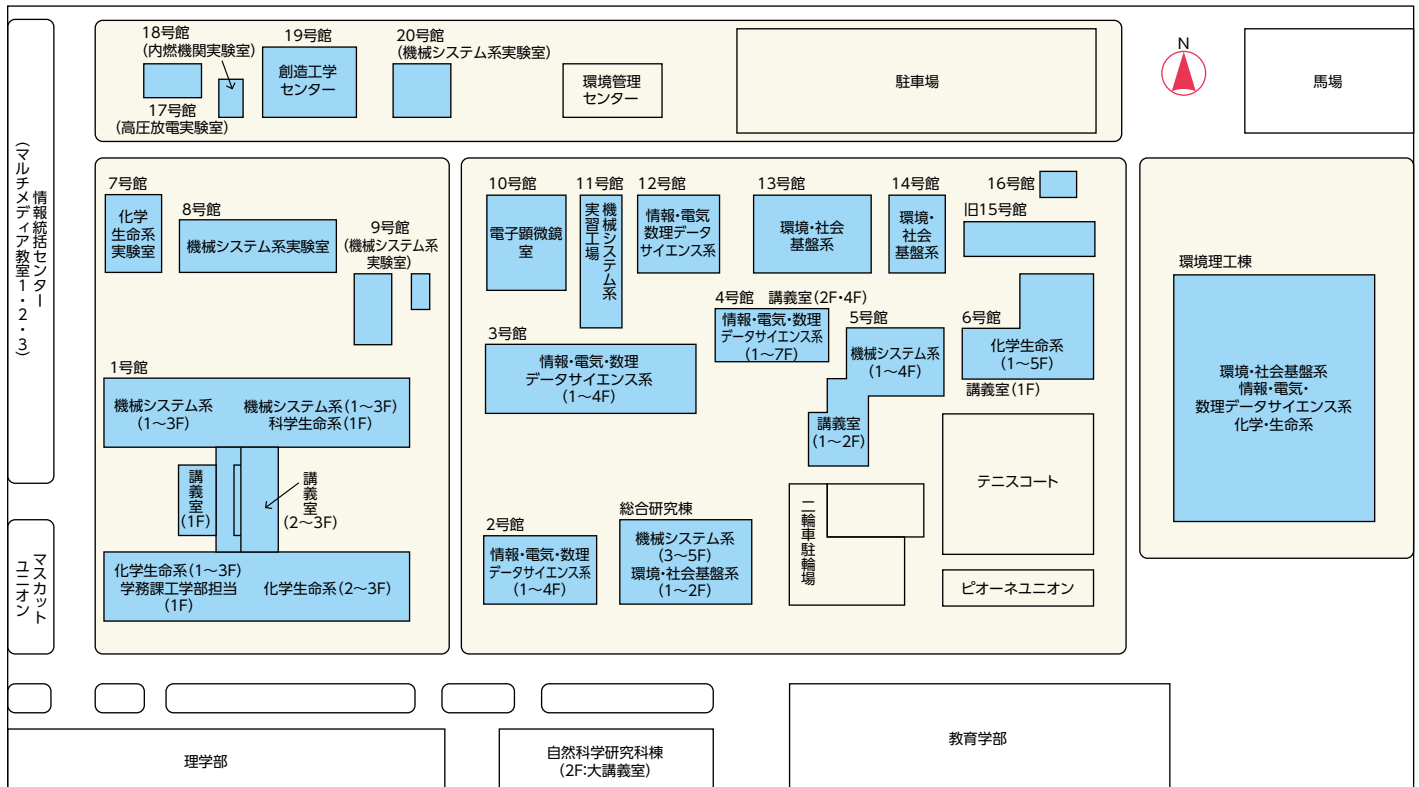 18号館
(内燃機関実験室)
17号館
(高圧放電実験室)
19号館
創造工学
センター
20号館
(機械システム系実験室)
環境管理
センター
駐車場
N
馬場
情報統括センター
(マルチメディア教室1・2・3)
マスカット
ユニオン
7号館
化学
生命系
実験室
8号館
機械システム系実験室
9号館
(機械システム系
実験室)
1号館
機械システム系
(1〜3F)
機械システム系(1〜3F)
科学生命系(1F)
講義室
(1F)
講義室
(2〜3F)
化学生命系(1〜3F)
学務課工学部担当
(1F)
化学生命系(2〜3F)
10号館
電子顕微鏡
室
11号館
機械システム系
実習工場
12号館
情報・電気
数理データ
サイエンス系
13号館
環境・社会
基盤系
14号館
環境・
社会
基盤系
16号館
旧15号館
3号館
情報・電気・数理
データサイエンス系
(1〜4F)
4号館 講義室(2F・4F)
情報・電気・数理
データサイエンス系
(1〜7F)
5号館
機械システム系
(1〜4F)
講義室
(1〜2F)
6号館
化学生命系
(1〜5F)
講義室(1F)
2号館
情報・電気・数理
データサイエンス系
(1〜4F)
総合研究棟
機械システム系
(3〜5F)
環境・社会基盤系
(1〜2F)
二輪車駐輪場
テニスコート
ピオーネユニオン
環境理工棟
環境・社会基盤系
情報・電気・
数理データサイエンス系
化学・生命系
理学部
自然科学研究科棟
(2F:大講義室)
教育学部